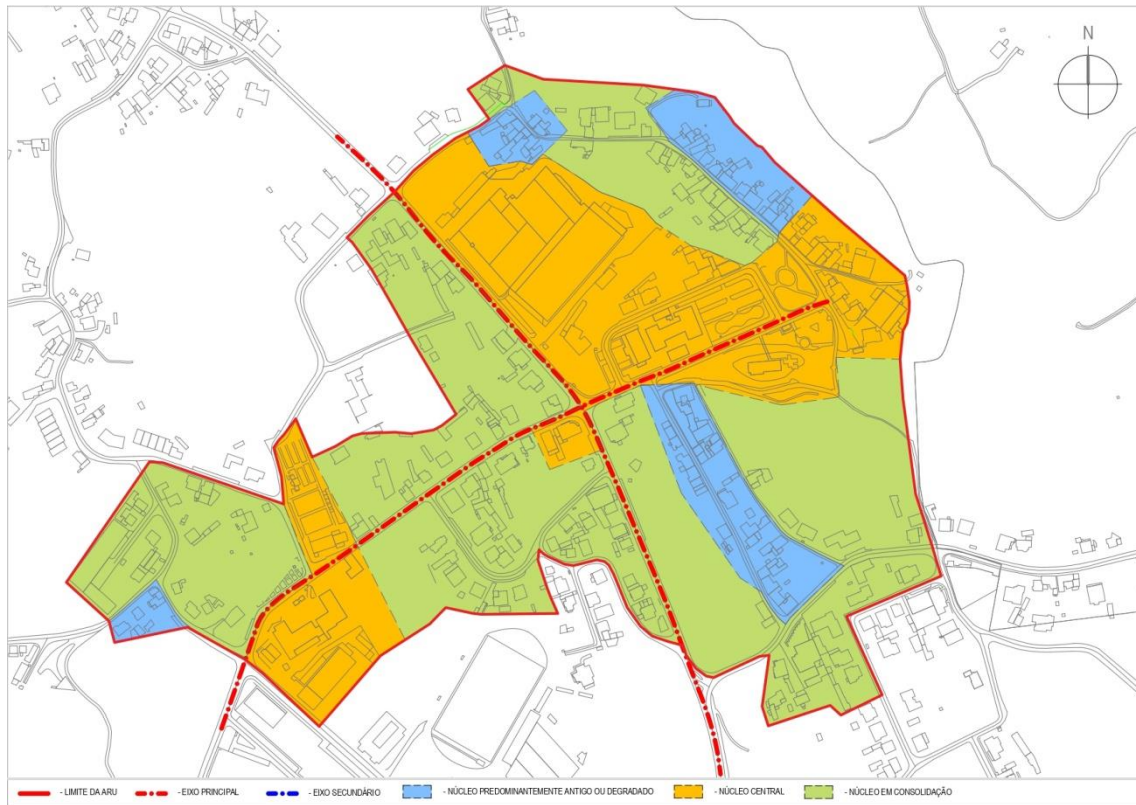 N
- LIMITE DA ARU - EIXO PRINCIPAL - EIXO SECUNDÁRIO - NÚCLEO PREDOMINANTEMENTE ANTIGO OU DEGRADADO - NÚCLEO CENTRAL - NÚCLEO EM CONSOLIDAÇÃO